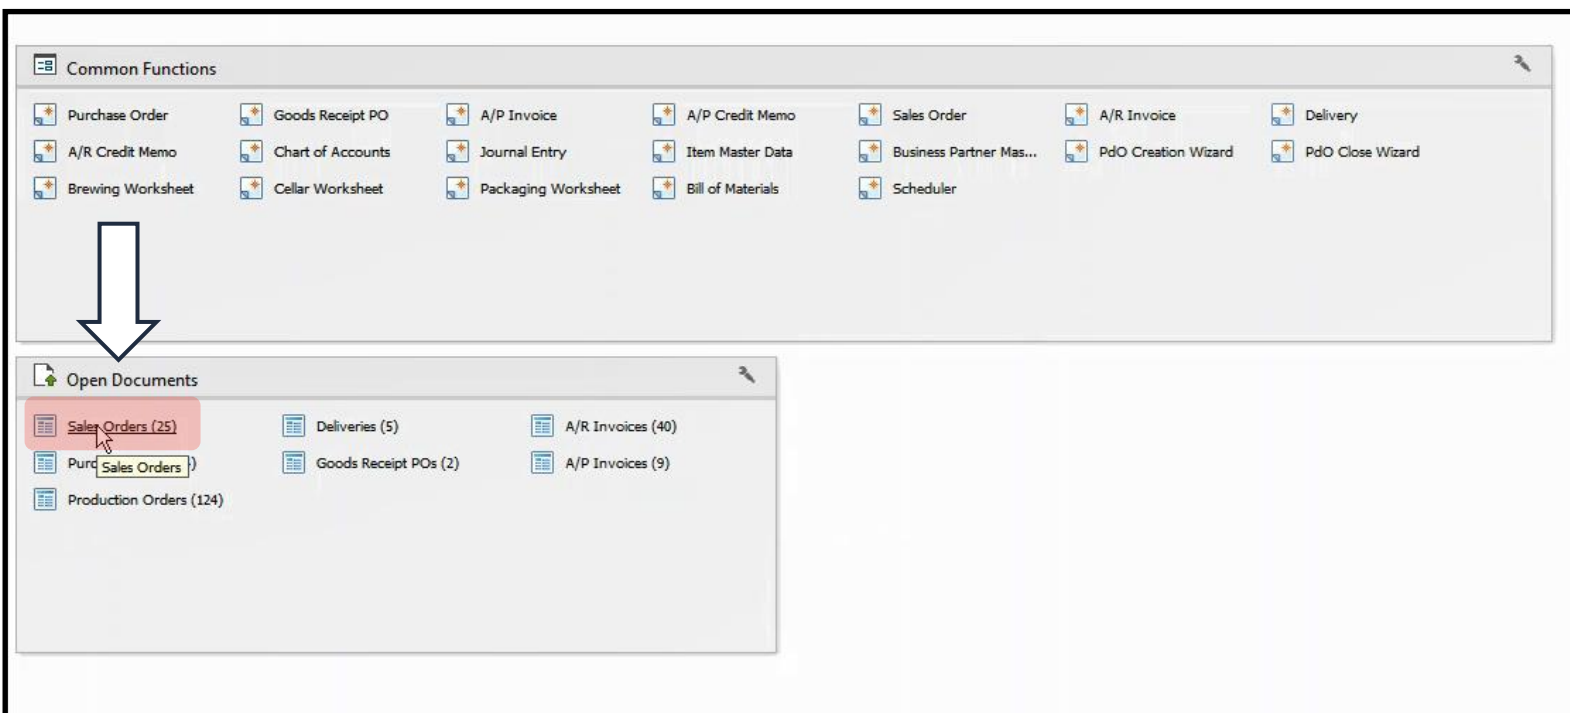 Common Functions
Purchase Order Goods Receipt PO A/P Invoice A/P Credit Memo Sales Order A/R Invoice Delivery
A/R Credit Memo Chart of Accounts Journal Entry Item Master Data Business Partner Mas... PdO Creation Wizard PdO Close Wizard
Brewing Worksheet Cellar Worksheet Packaging Worksheet Bill of Materials Scheduler
Open Documents
Sales Orders (25) Deliveries (5) A/R Invoices (40)
Sales Orders Goods Receipt POs (2) A/P Invoices (9)
Production Orders (124)